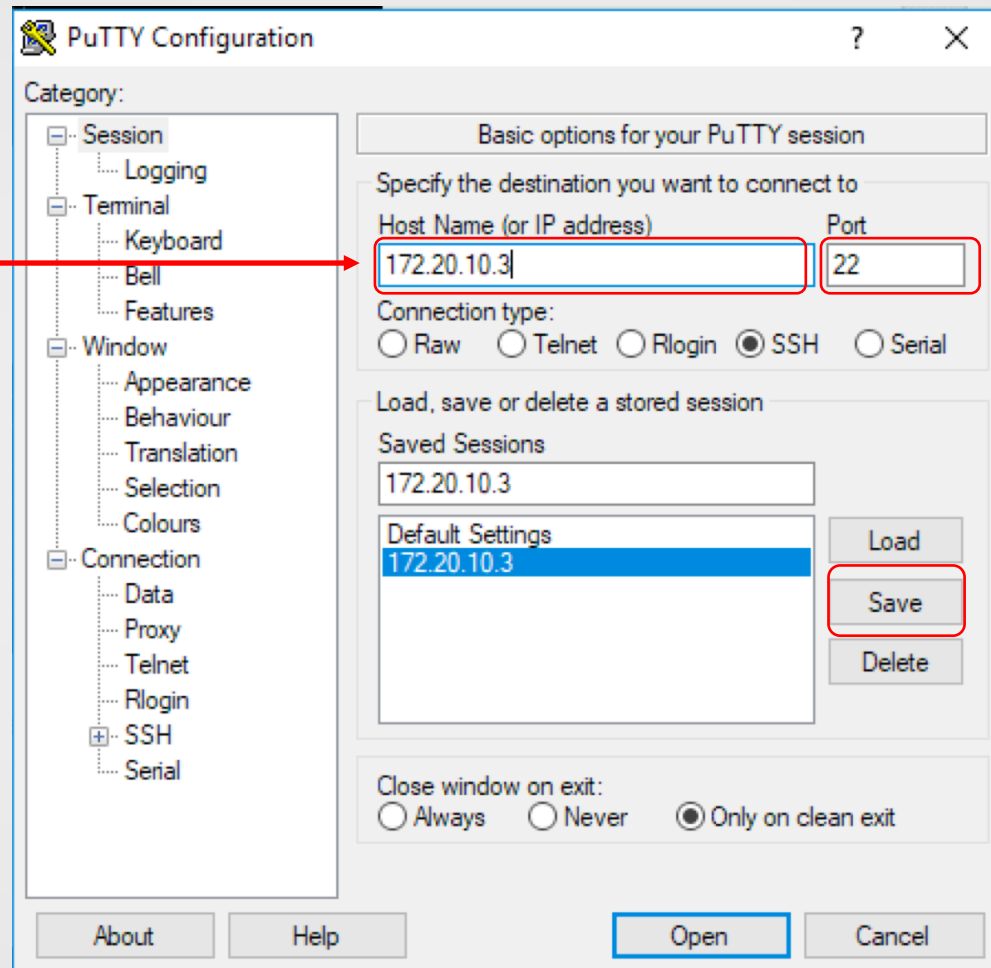 PuTTY Configuration
?
Category:
Session
Logging
Terminal
Keyboard
Bell
Features
Window
Appearance
Behaviour
Translation
Selection
Colours
Connection
Data
Proxy
Telnet
Rlogin
SSH
Serial
Basic options for your PuTTY session
Specify the destination you want to connect to
Host Name (or IP address) Port
172.20.10.3 22
Connection type:
Raw Telnet Rlogin SSH Serial
Load, save or delete a stored session
Saved Sessions
172.20.10.3
Default Settings
172.20.10.3
Load
Save
Delete
Close window on exit:
Always Never Only on clean exit
About Help Open Cancel